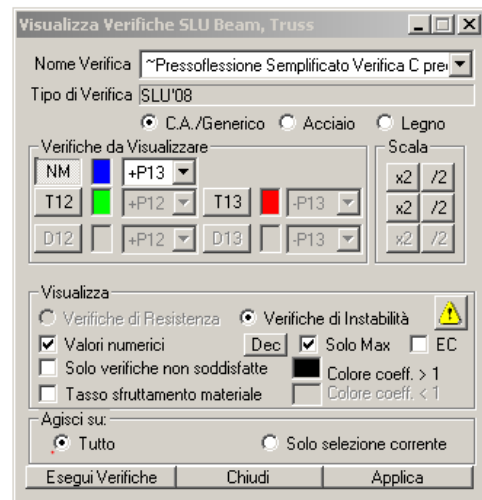 Visualizza Verifiche SLU Beam, Truss
Nome Verifica ~Pressoflessione Semplificato Verifica C pre
Tipo di Verifica SLU'08
C.A./Generico Acciaio Legno
Verifiche da Visualizzare Scala
NM +P13 x2 /2
T12 +P12 T13 -P13 x2 /2
D12 +P12 D13 -P13 x2 /2
Visualizza
Verifiche di Resistenza Verifiche di Instabilità
Valori numerici Dec Solo Max EC
Solo verifiche non soddisfatte Colore coeff. > 1
Tasso sfruttamento materiale Colore coeff. < 1
Agisci su:
Tutto Solo selezione corrente
Esegui Verifiche Chiudi Applica